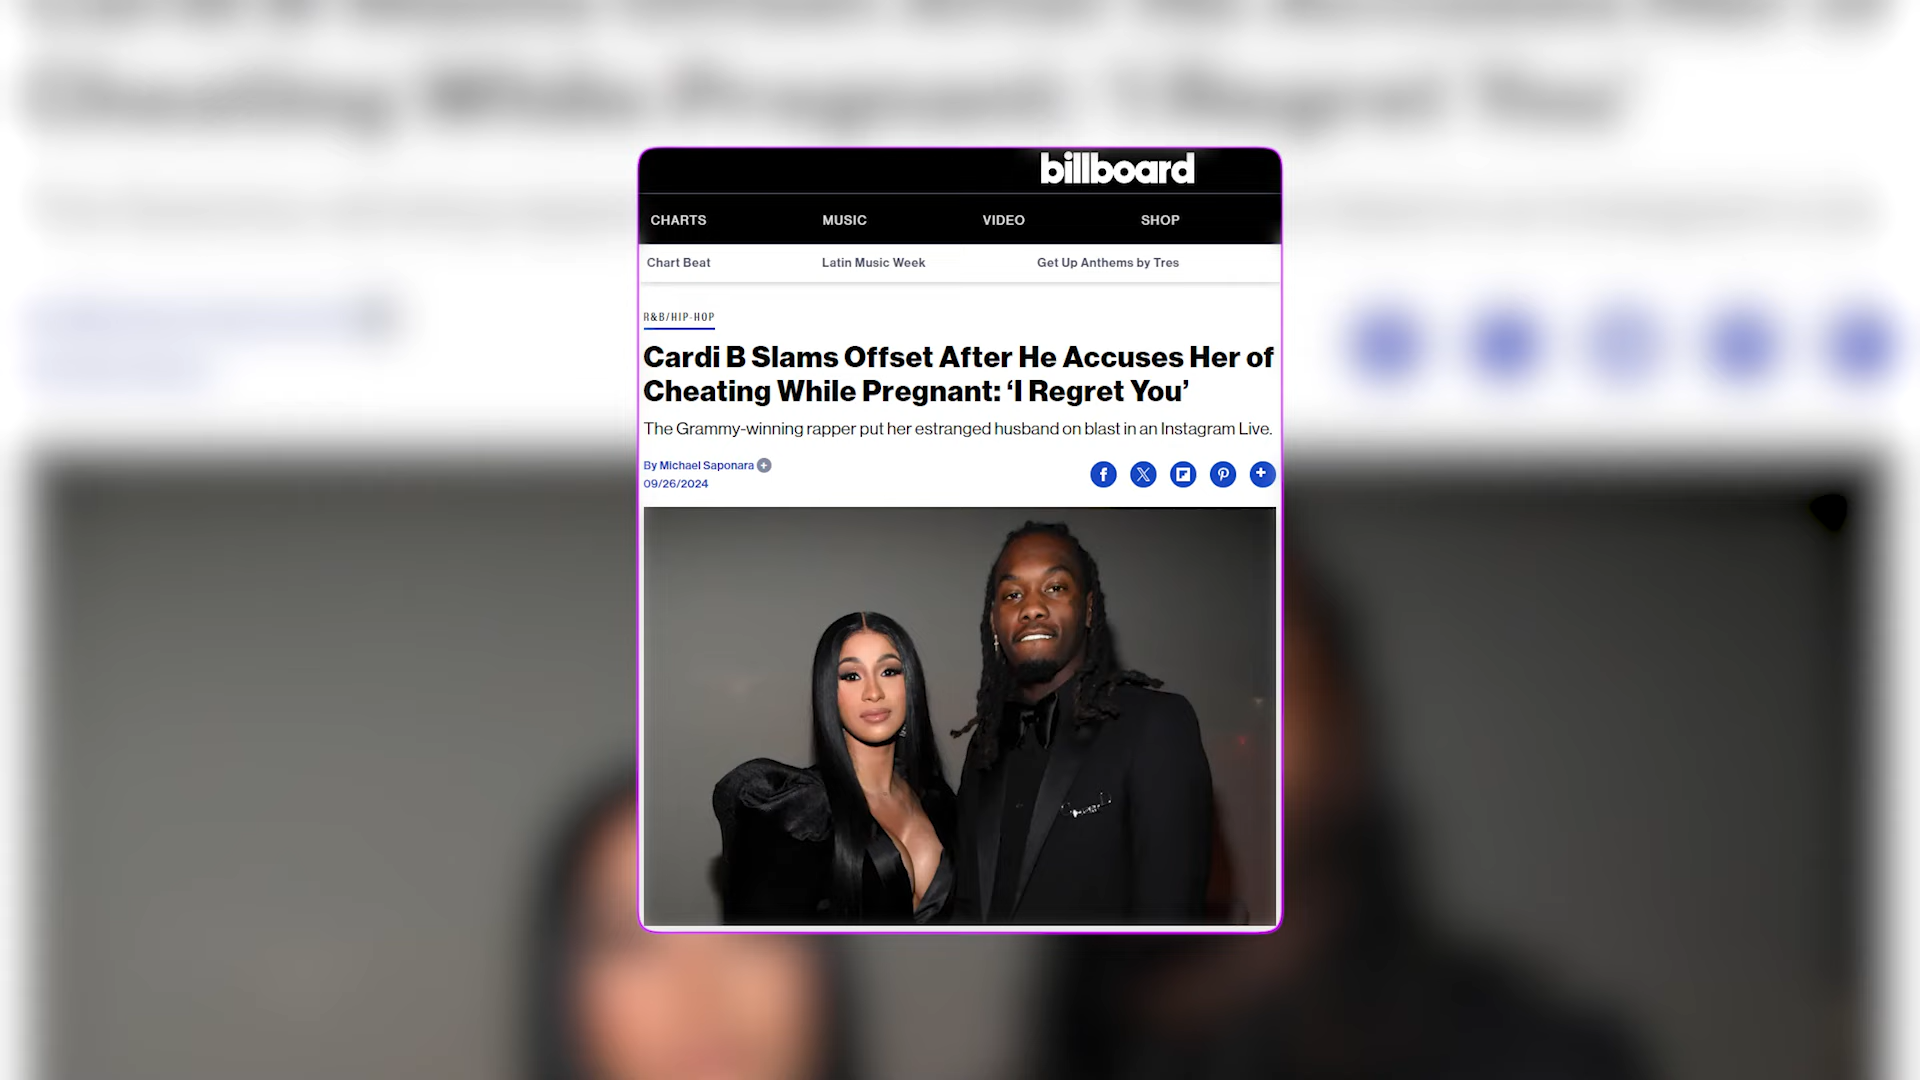 billboard
CHARTS MUSIC VIDEO SHOP
Chart Beat Latin Music Week Get Up Anthems by Tres
R&B/HIP-HOP
Cardi B Slams Offset After He Accuses Her of
Cheating While Pregnant: ‘I Regret You’
The Grammy-winning rapper put her estranged husband on blast in an Instagram Live.
By Michael Saponara
09/26/2024